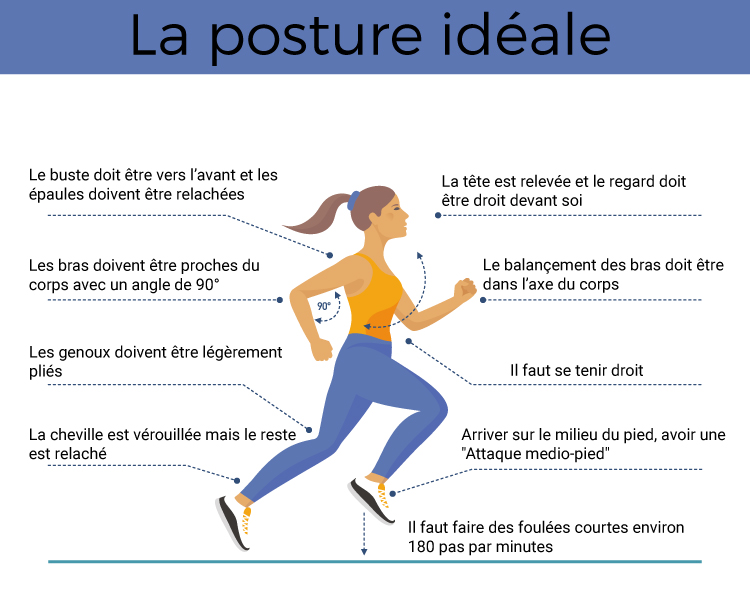 La posture idéale
Le buste doit être vers l'avant et les
épaules doivent être relachées
La tête est relevée et le regard doit
être droit devant soi
Les bras doivent être proches du
corps avec un angle de 90°
90°
Le balançement des bras doit être
dans l'axe du corps
Les genoux doivent être légèrement
pliés
Il faut se tenir droit
La cheville est vérouillée mais le reste
est relaché
Arriver sur le milieu du pied, avoir une
"Attaque medio-pied"
Il faut faire des foulées courtes environ
180 pas par minutes